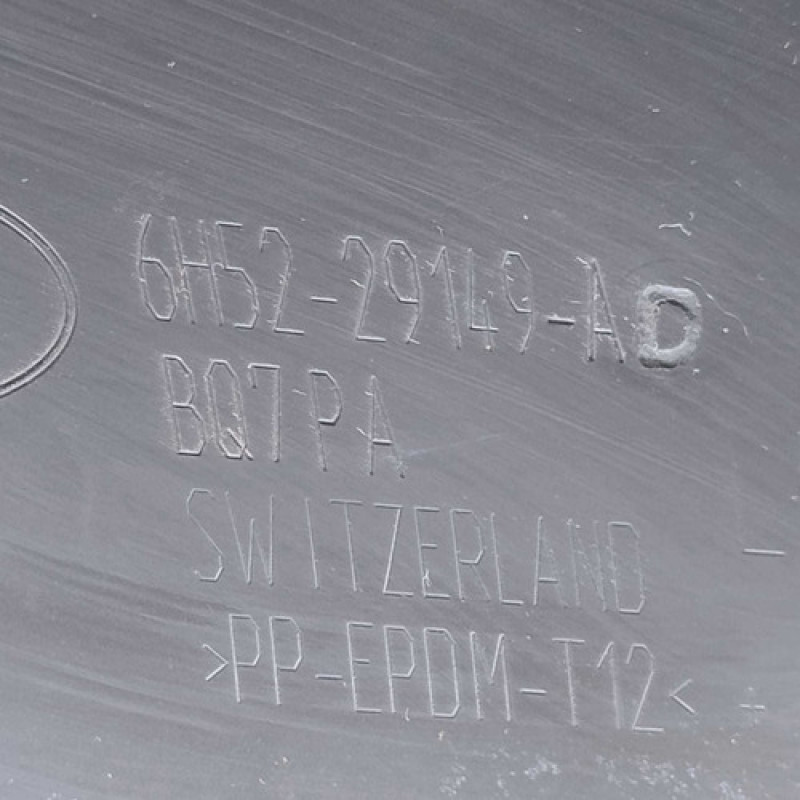 6H52-29149-AD
BQ7PA
SWITZERLAND
>PP-EPDM-T12<